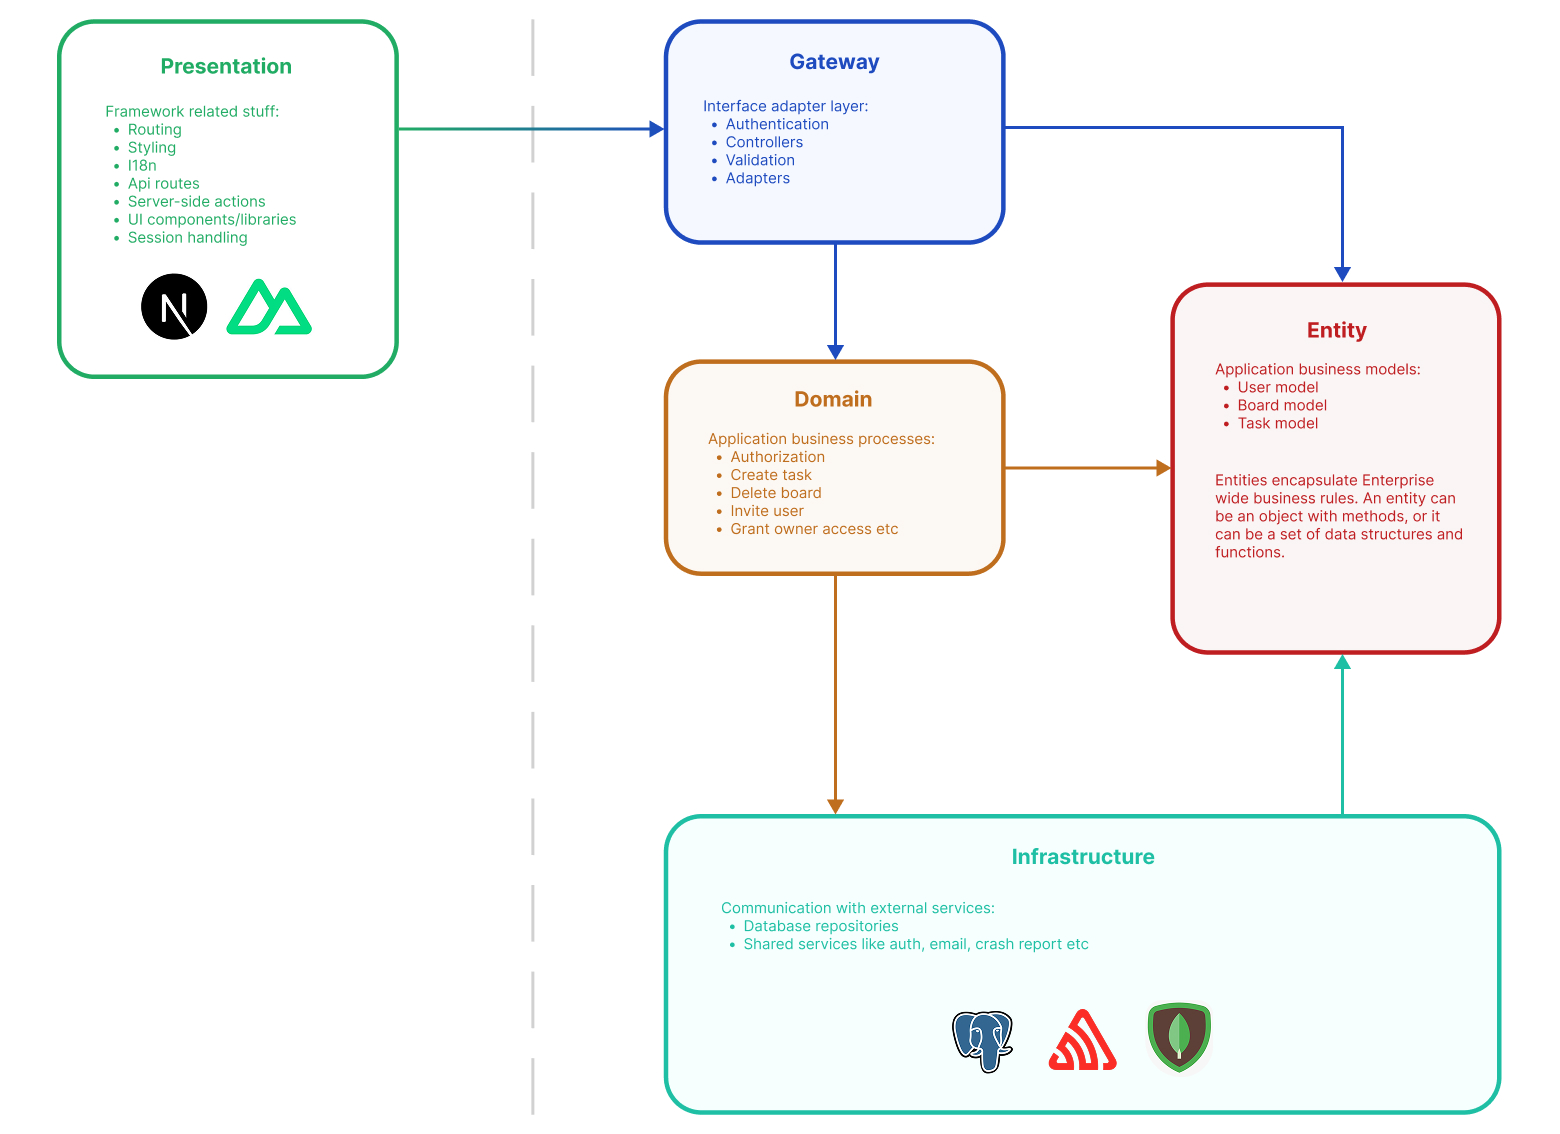 Presentation
Framework related stuff:
• Routing
• Styling
• I18n
• Api routes
• Server-side actions
• UI components/libraries
• Session handling
Gateway
Interface adapter layer:
• Authentication
• Controllers
• Validation
• Adapters
Domain
Application business processes:
• Authorization
• Create task
• Delete board
• Invite user
• Grant owner access etc
Entity
Application business models:
• User model
• Board model
• Task model
Entities encapsulate Enterprise
wide business rules. An entity can
be an object with methods, or it
can be a set of data structures and
functions.
Infrastructure
Communication with external services:
• Database repositories
• Shared services like auth, email, crash report etc